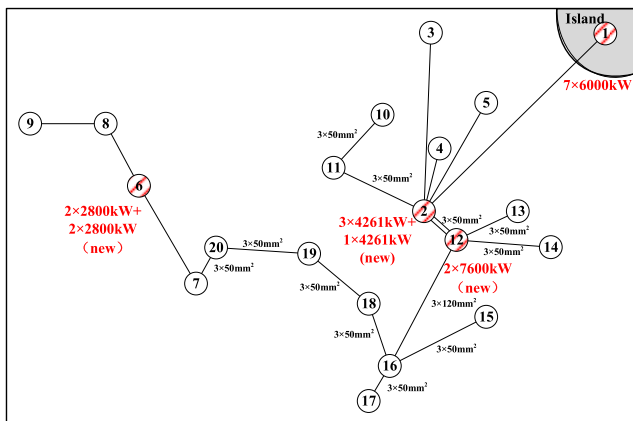 Island
1
7×6000kW
3
5
10
3×50mm²
4
11
3×50mm²
9
8
6
2×2800kW+
2×2800kW
（new）
2
3×50mm²
13
3×4261kW+
1×4261kW
(new)
12
3×50mm²
14
2×7600kW
（new）
20
3×50mm²
19
3×50mm²
7
3×50mm²
18
3×120mm²
15
3×50mm²
3×50mm²
16
3×50mm²
17